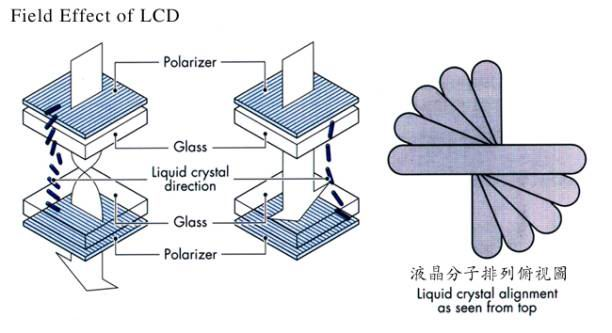 Field Effect of LCD
Polarizer
Glass
Liquid crystal
direction
Glass
Polarizer
液晶分子排列俯視圖
Liquid crystal alignment
as seen from top